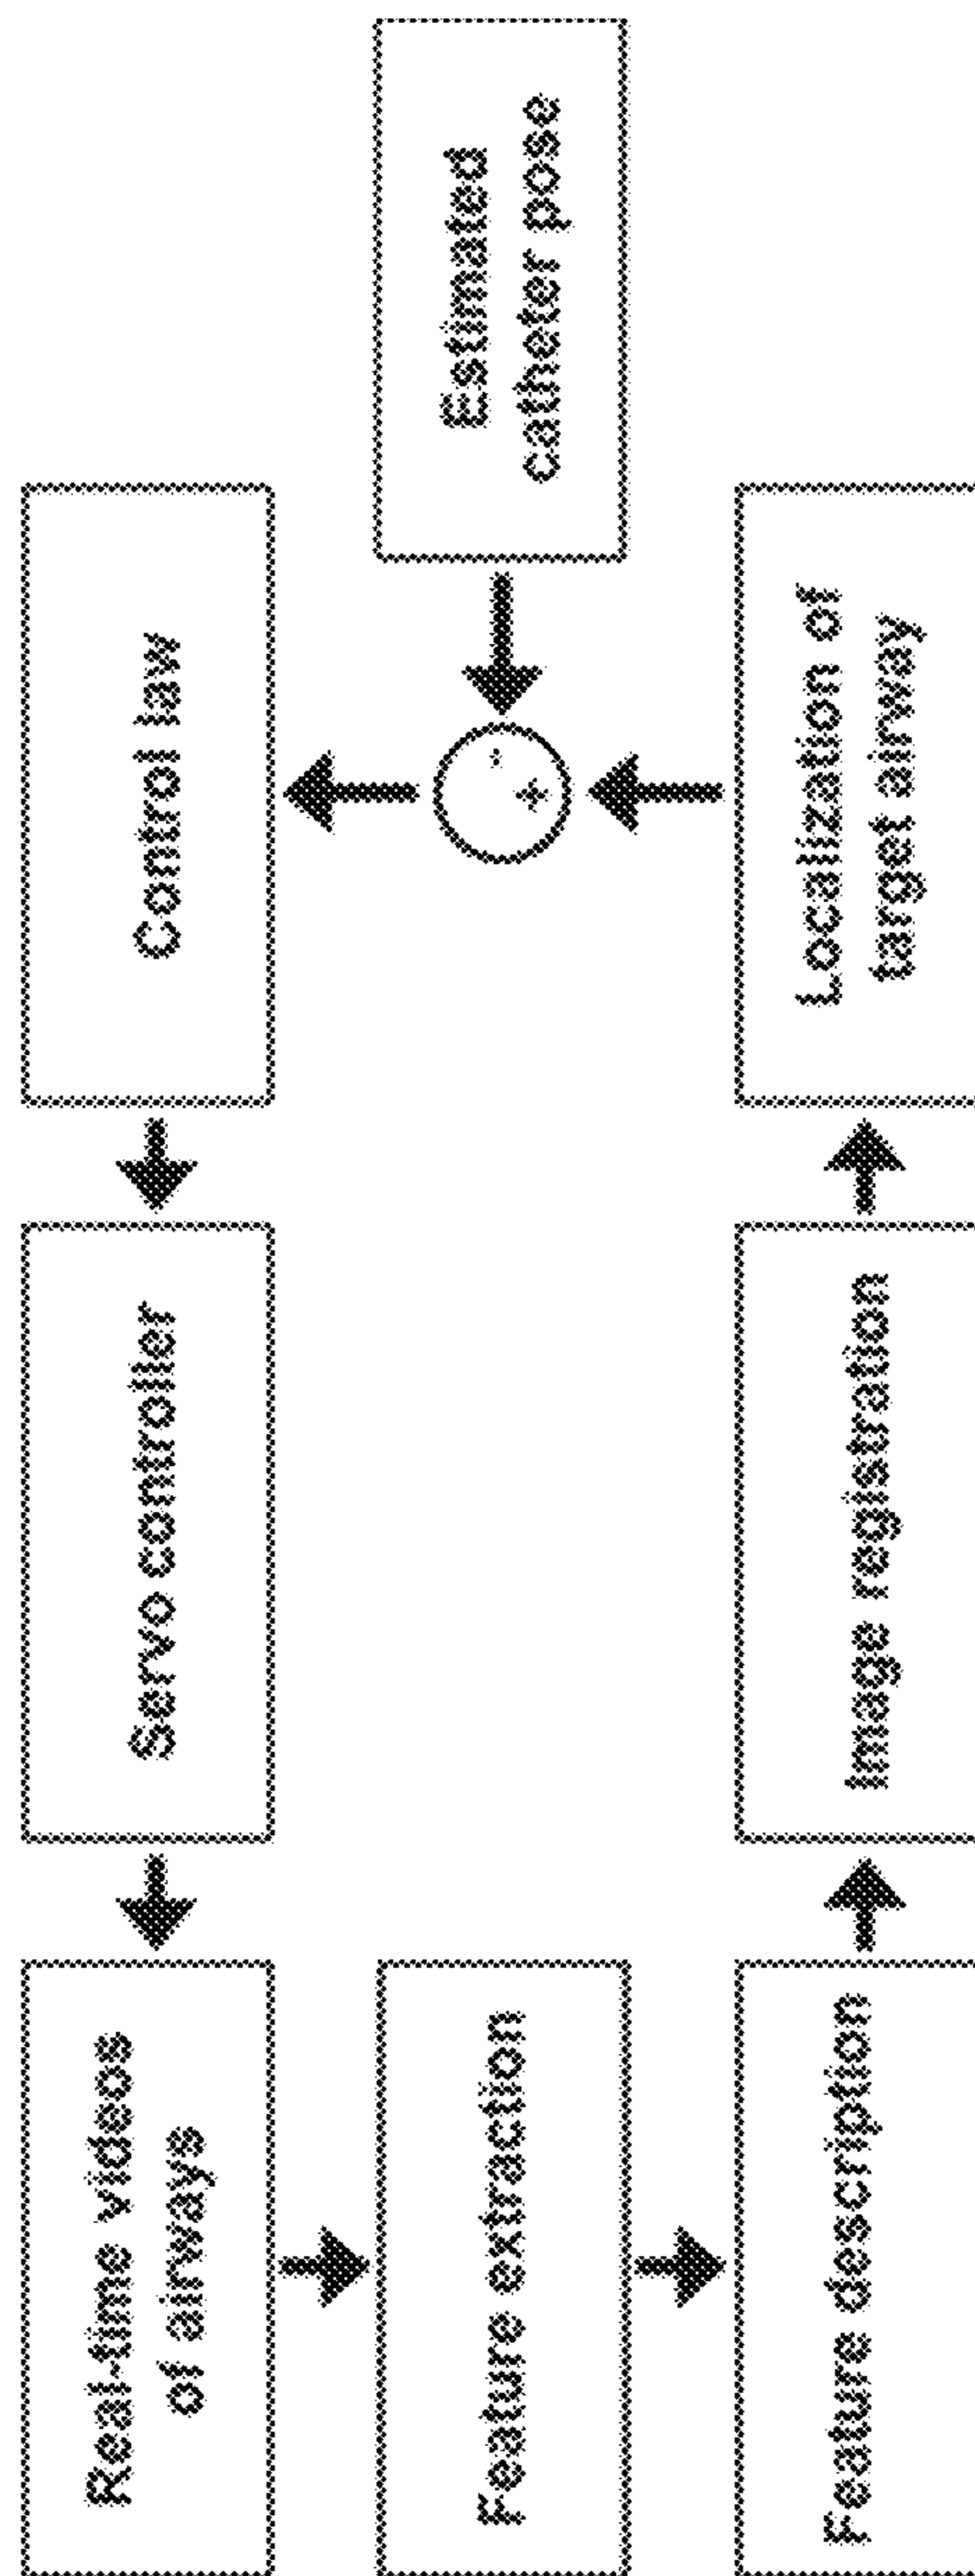 Real-time videos
of airways
Servo controller
Control law
Feature extraction
+
-
Estimated
catheter pose
Feature description
Image registration
Localization of
target airway